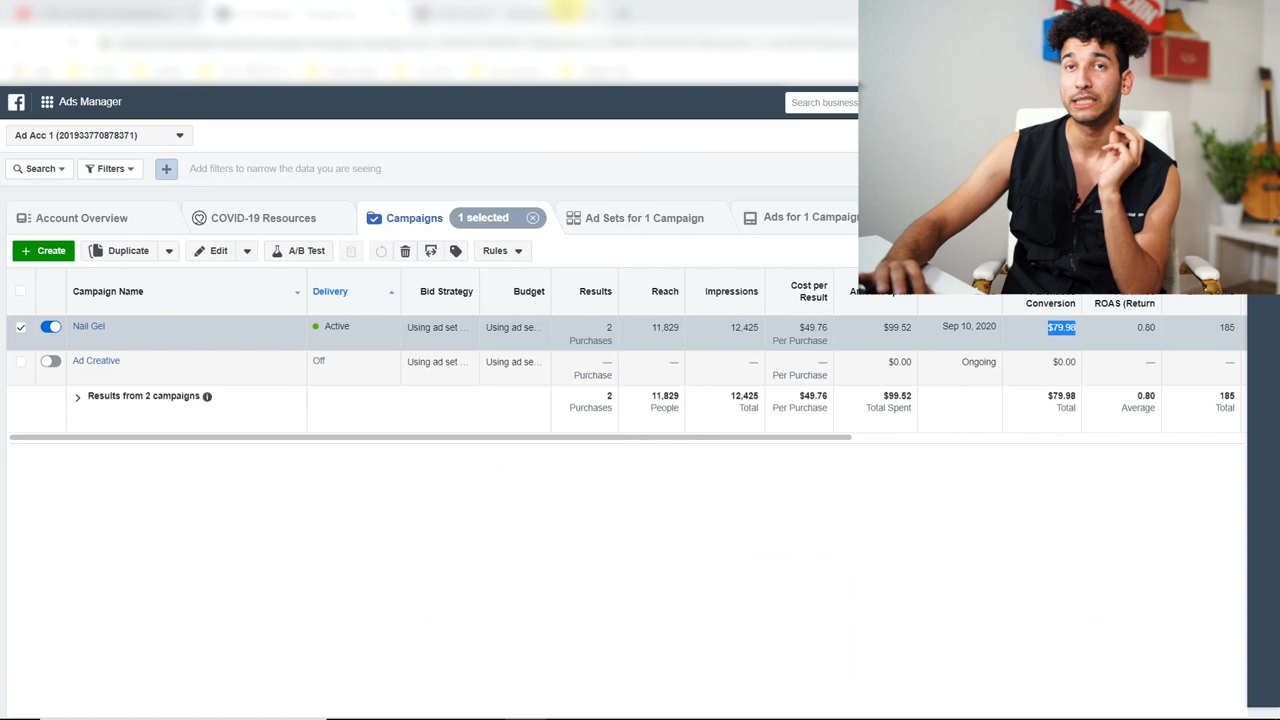 Ads Manager
Search business
Ad Acc 1 (201933770878371)
Search Filters + Add filters to narrow the data you are seeing
Account Overview COVID-19 Resources Campaigns 1 selected Ad Sets for 1 Campaign Ads for 1 Campaign
+ Create Duplicate Edit A/B Test Rules
Campaign Name Delivery Bid Strategy Budget Results Reach Impressions Cost per Result Conversion ROAS (Return
Nail Gel Active Using ad set ... Using ad se... 2 11,829 12,425 $49.76 $99.52 Sep 10, 2020 $79.98 0.80 185
Purchases Per Purchase
Ad Creative Off Using ad set ... Using ad se... — — — — $0.00 Ongoing $0.00 — —
Purchase Per Purchase
Results from 2 campaigns 2 11,829 12,425 $49.76 $99.52 $79.98 0.80 185
Purchases People Total Per Purchase Total Spent Total Average Total